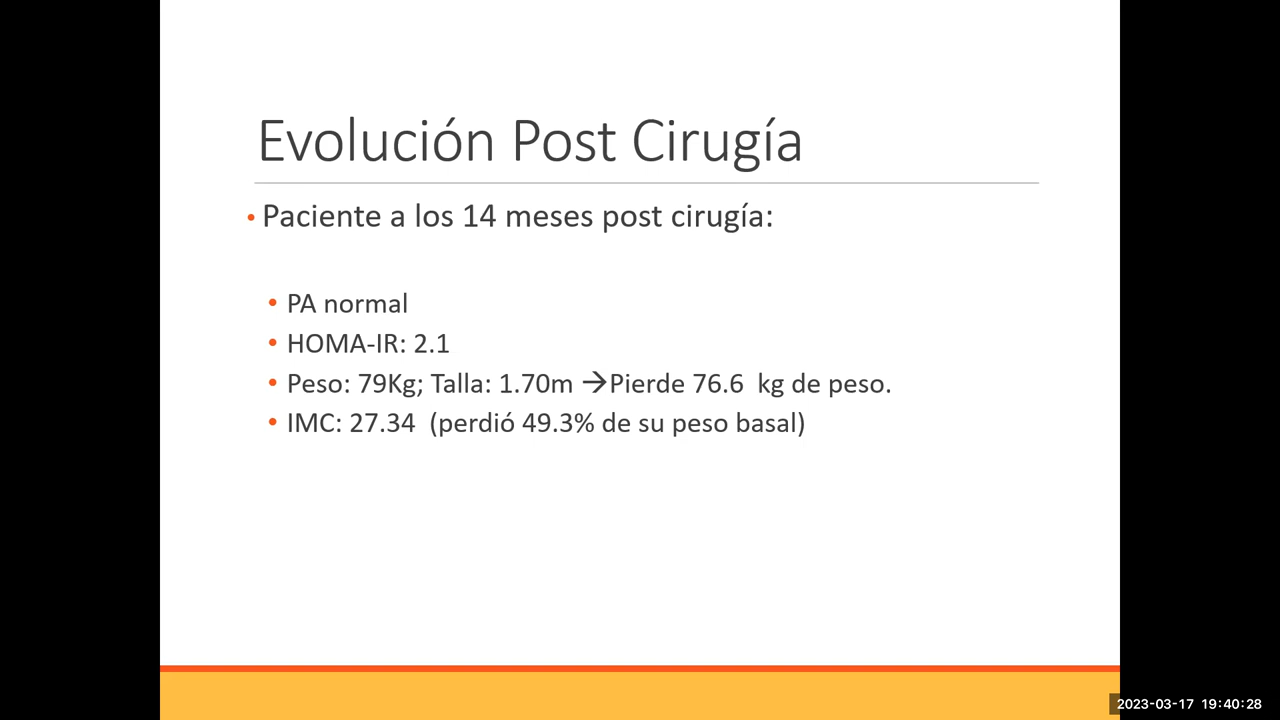 Evolución Post Cirugía
• Paciente a los 14 meses post cirugía:
• PA normal
• HOMA-IR: 2.1
• Peso: 79Kg; Talla: 1.70m →Pierde 76.6  kg de peso.
• IMC: 27.34  (perdió 49.3% de su peso basal)
2023-03-17 19:40:28